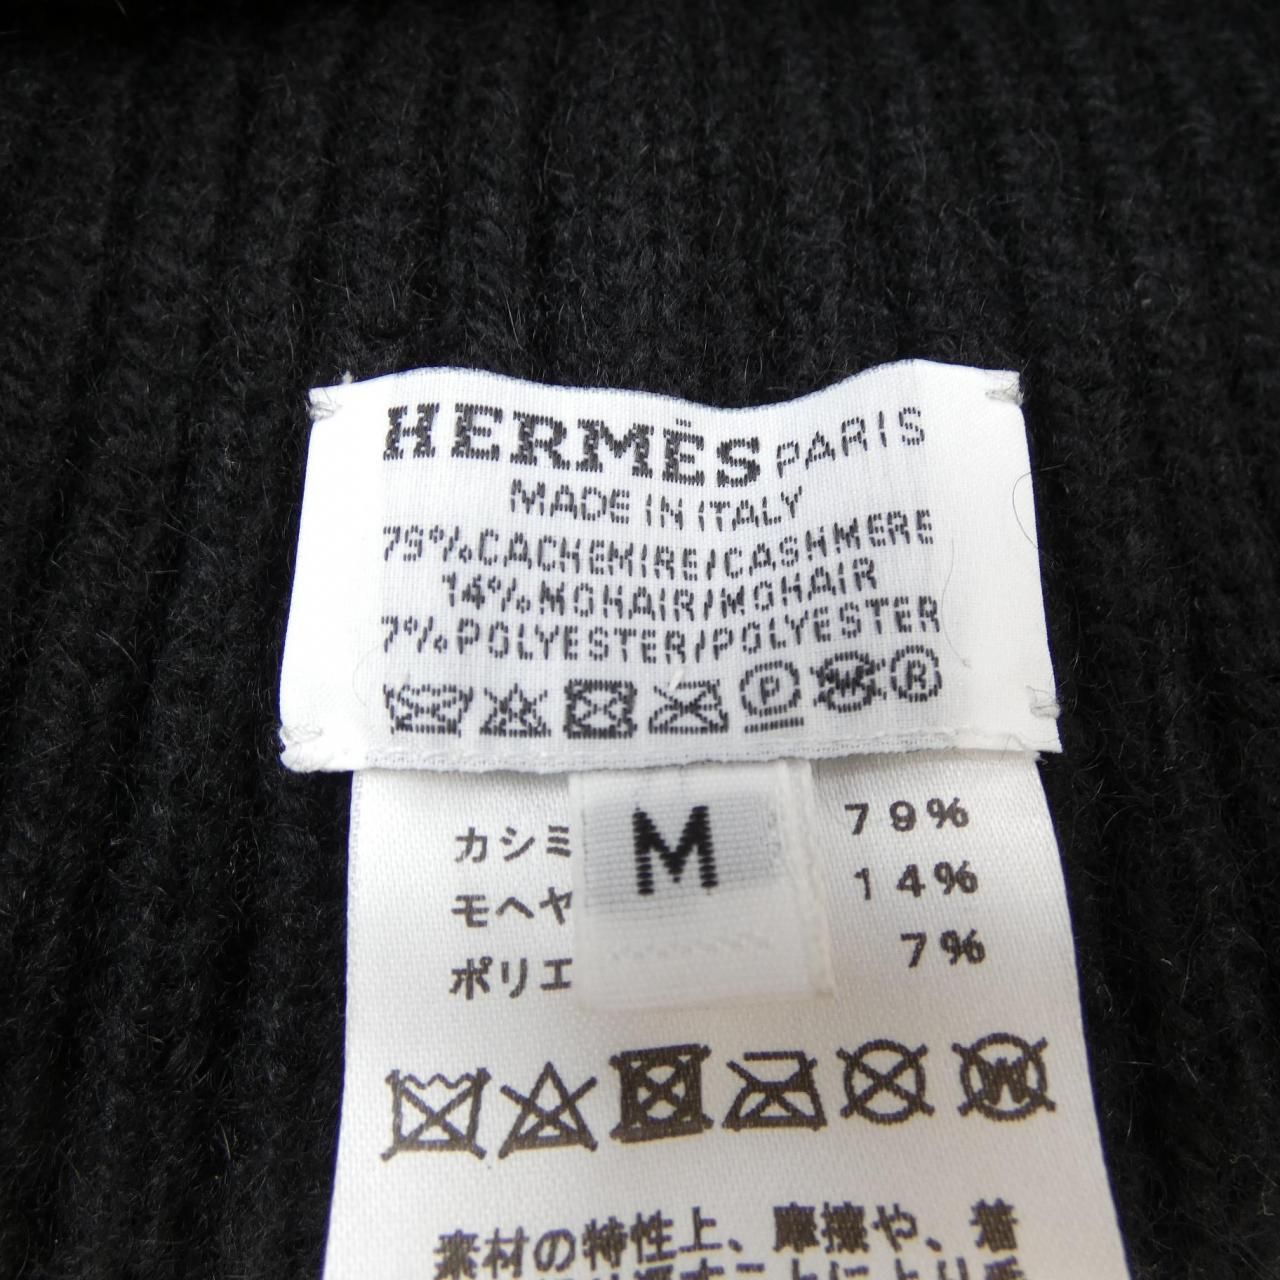 HERMÈS PARIS
MADE IN ITALY
79% CACHEMIRE/CASHMERE
14% MOHAIR/MOHAIR
7% POLYESTER/POLYESTER
P W R
M
カシミ 79%
モヘヤ 14%
ポリエ 7%
W
素材の特性上、摩擦や、着